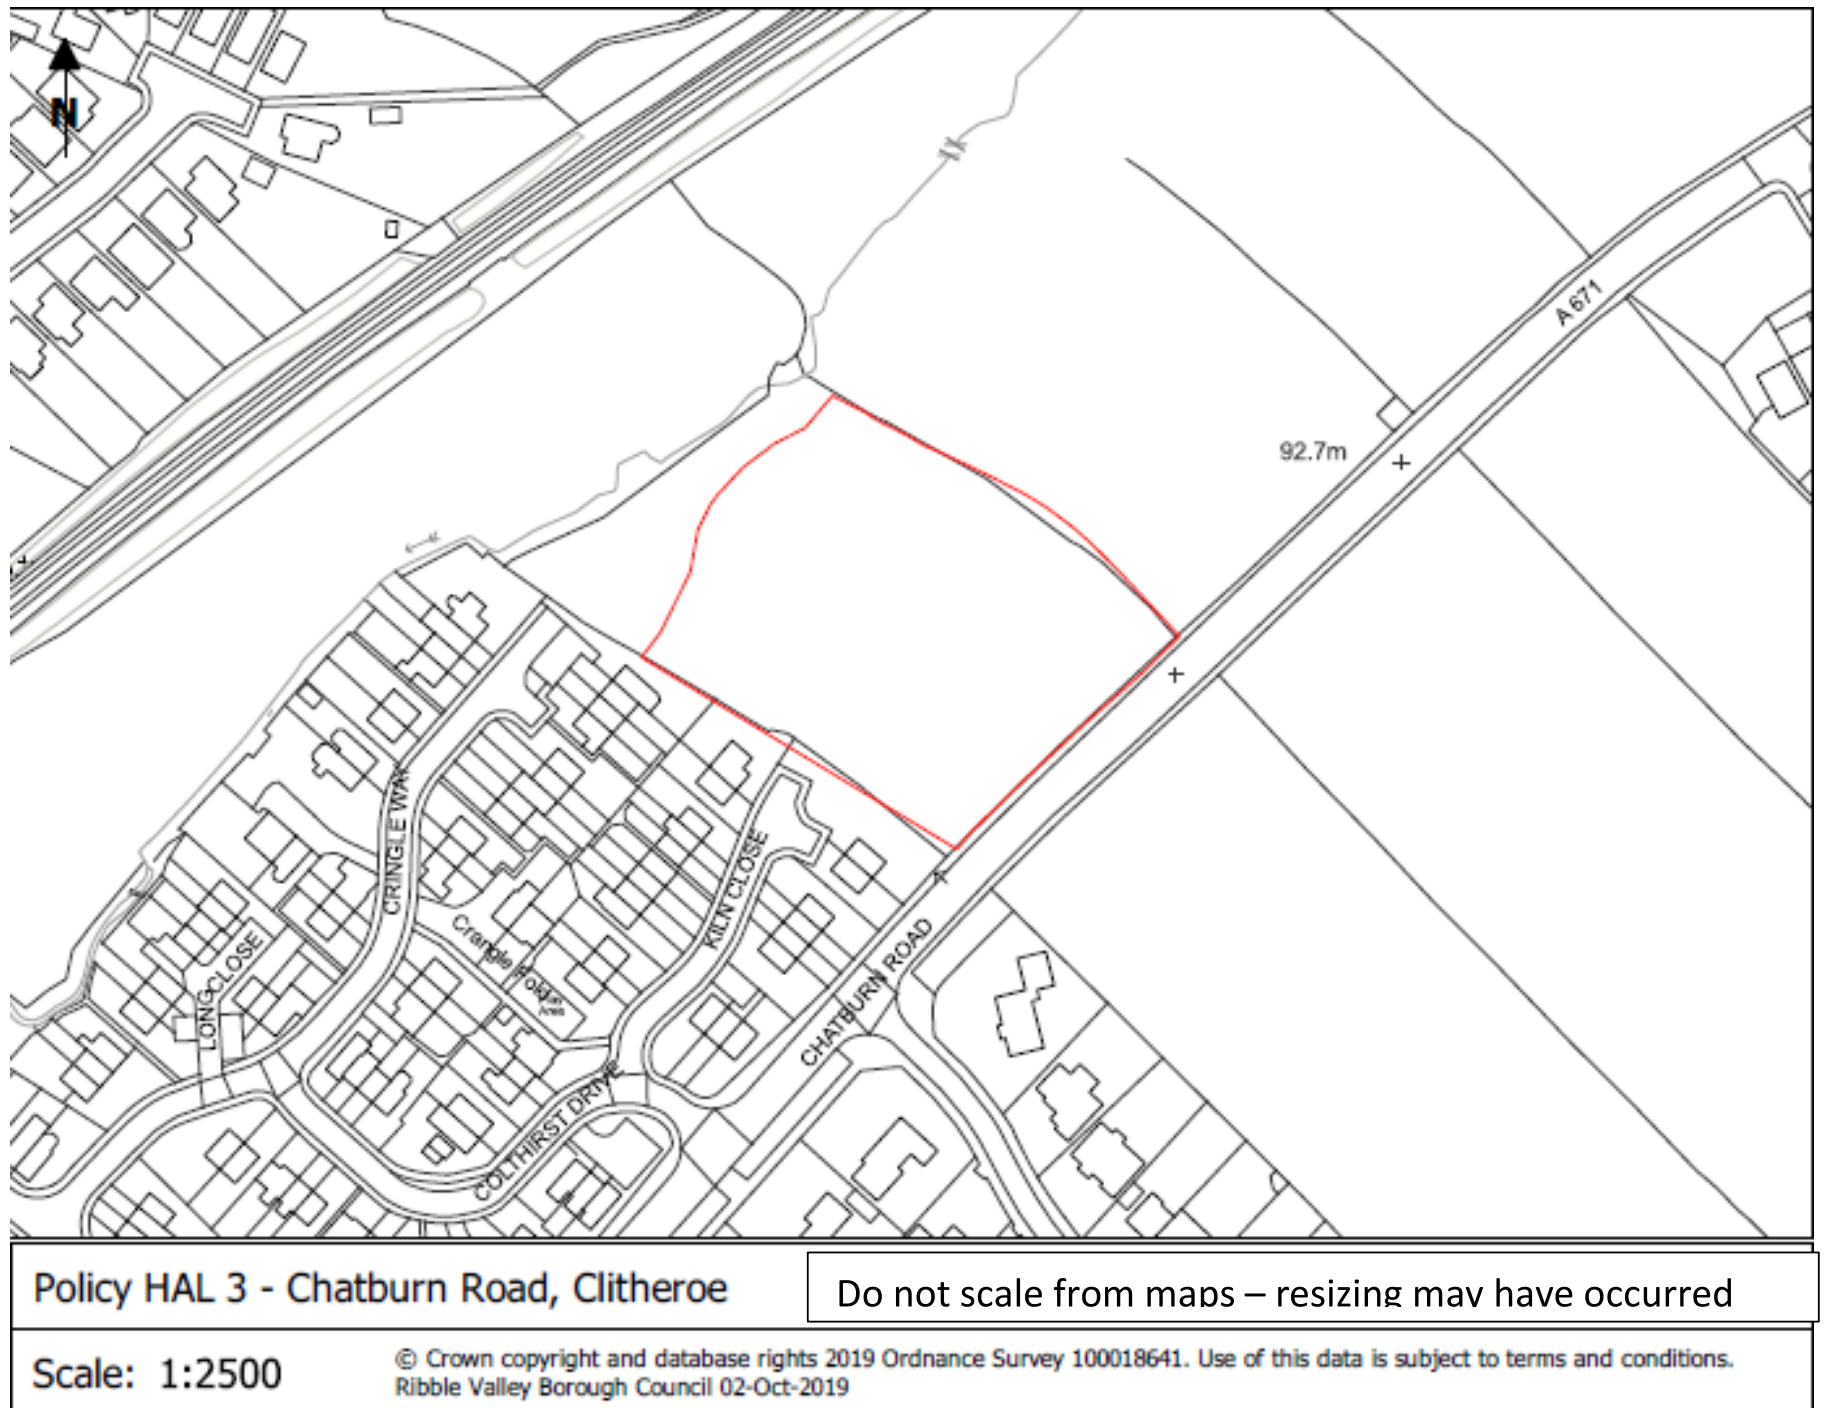 N
A 671
92.7m
CRINGLE WAY
KILN CLOSE
Crangle Fold
LONG CLOSE
CHATBURN ROAD
COLTHIRST DRIVE
Policy HAL 3 - Chatburn Road, Clitheroe
Do not scale from maps – resizing may have occurred
Scale: 1:2500
© Crown copyright and database rights 2019 Ordnance Survey 100018641. Use of this data is subject to terms and conditions.
Ribble Valley Borough Council 02-Oct-2019